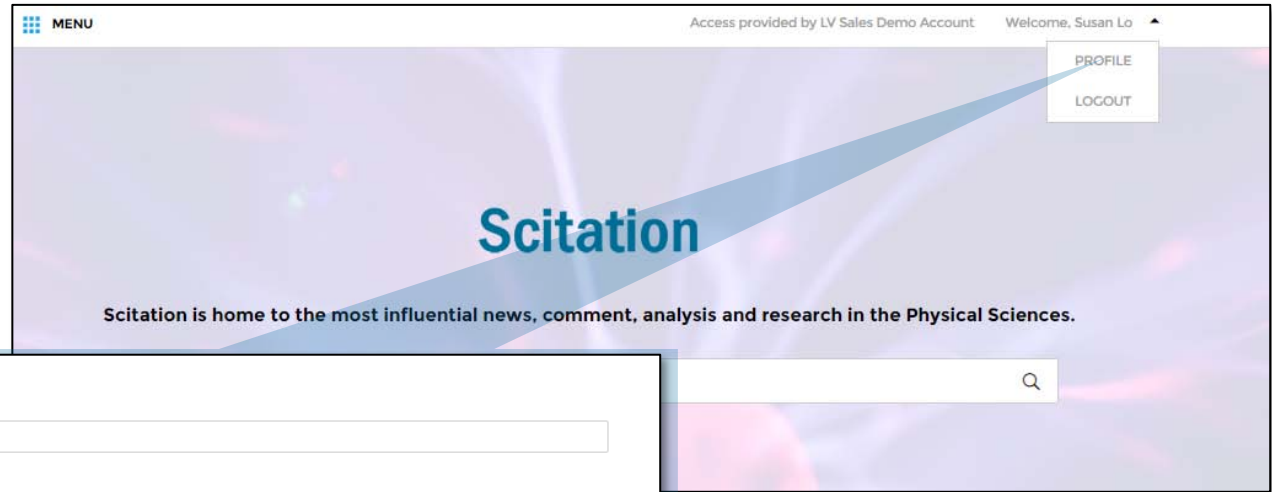 MENU
Access provided by LV Sales Demo Account
Welcome, Susan Lo
PROFILE
LOGOUT
Scitation
Scitation is home to the most influential news, comment, analysis and research in the Physical Sciences.